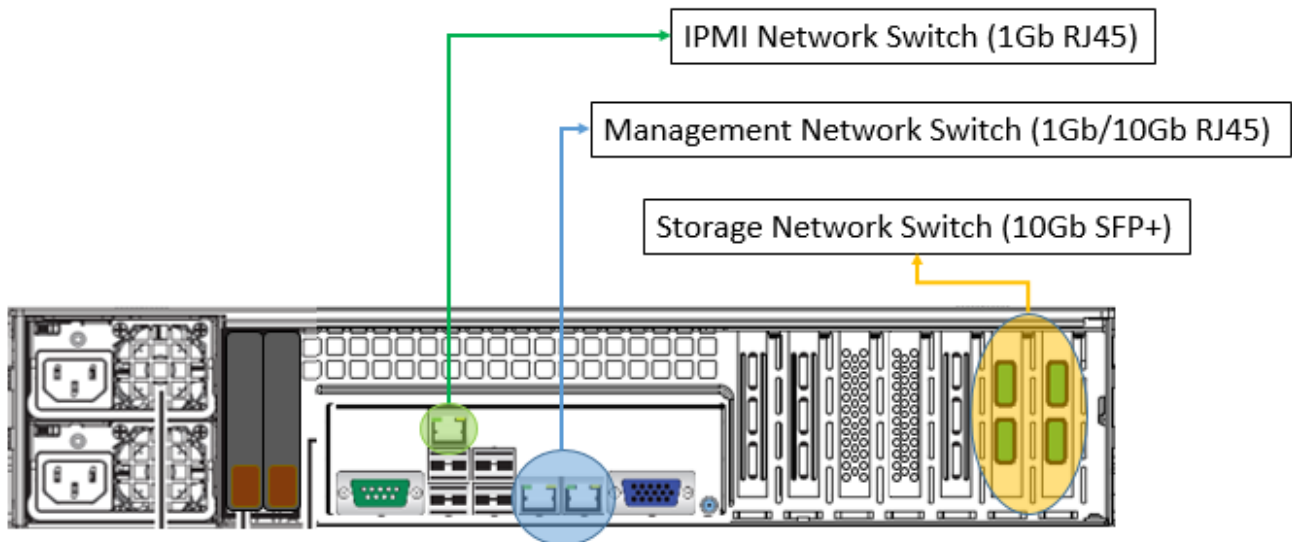 IPMI Network Switch (1Gb RJ45)
Management Network Switch (1Gb/10Gb RJ45)
Storage Network Switch (10Gb SFP+)